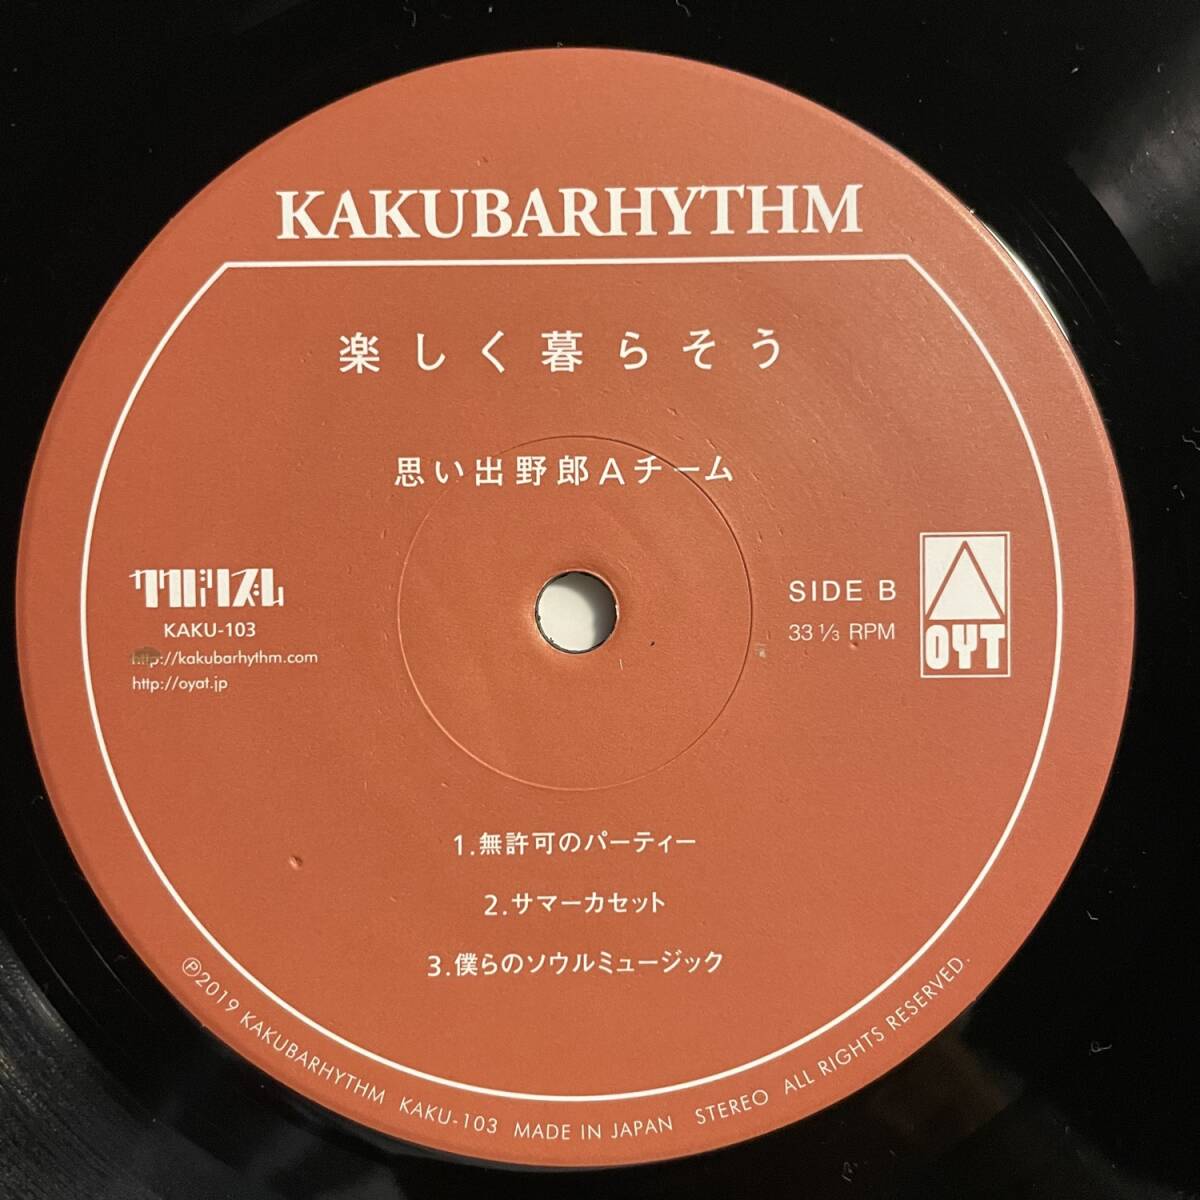 KAKUBARHYTHM
楽しく暮らそう
思い出野郎Aチーム
カクバリズム
KAKU-103
http://kakubarhythm.com
http://oyat.jp
SIDE B
33 1/3 RPM
OYT
1.無許可のパーティー
2.サマーカセット
3.僕らのソウルミュージック
℗2019 KAKUBARHYTHM KAKU-103 MADE IN JAPAN STEREO ALL RIGHTS RESERVED.